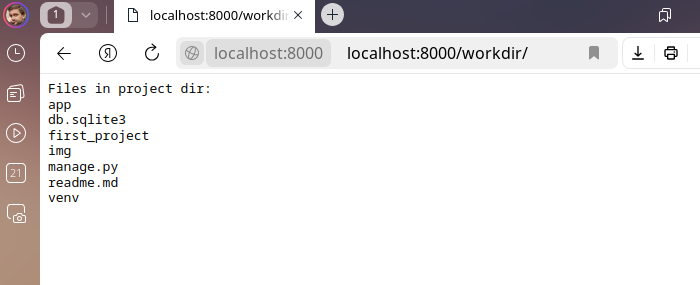 1
localhost:8000/workdir
localhost:8000
localhost:8000/workdir/
21
Files in project dir:
app
db.sqlite3
first_project
img
manage.py
readme.md
venv